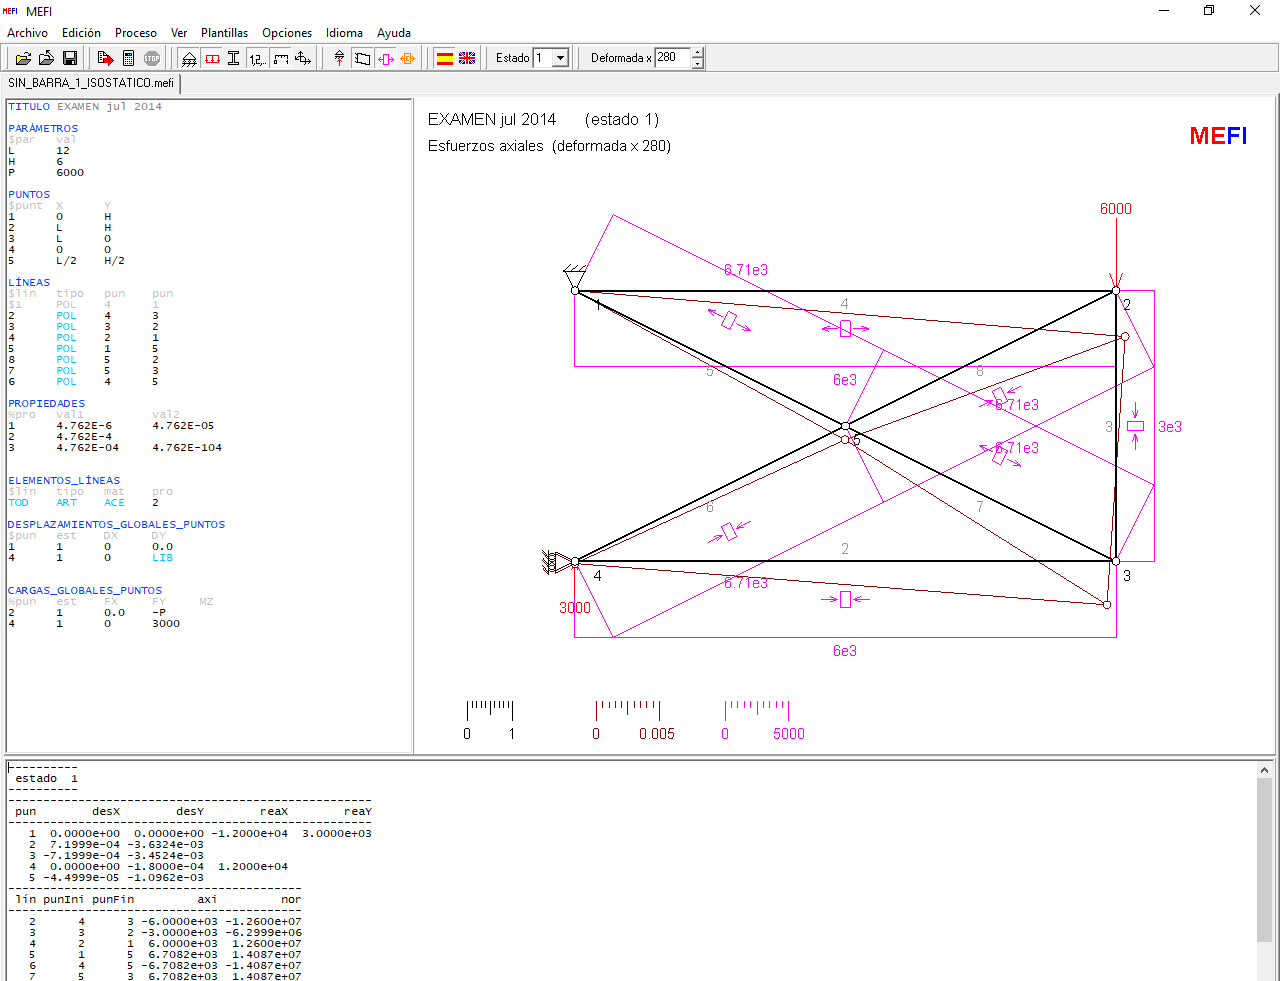 MEFI MEFI
Archivo Edición Proceso Ver Plantillas Opciones Idioma Ayuda
STOP 1,2,.. Estado 1 Deformada x 280
SIN_BARRA_1_ISOSTATICO.mefi
TITULO EXAMEN jul 2014
PARÁMETROS
$par val
L 12
H 6
P 6000
PUNTOS
$punt X Y
1 0 H
2 L H
3 L 0
4 0 0
5 L/2 H/2
LÍNEAS
$lin tipo pun pun
$1 POL 4 1
2 POL 4 3
3 POL 3 2
4 POL 2 1
5 POL 1 5
8 POL 5 2
7 POL 5 3
6 POL 4 5
PROPIEDADES
%pro val1 val2
1 4.762E-6 4.762E-05
2 4.762E-4
3 4.762E-04 4.762E-104
ELEMENTOS_LÍNEAS
$lin tipo mat pro
TOD ART ACE 2
DESPLAZAMIENTOS_GLOBALES_PUNTOS
$pun est DX DY
1 1 0 0.0
4 1 0 LIB
CARGAS_GLOBALES_PUNTOS
%pun est FX FY MZ
2 1 0.0 -P
4 1 0 3000
EXAMEN jul 2014 (estado 1)
Esfuerzos axiales (deformada x 280)
MEFI
6000
6.71e3
1
4
2
5
6e3
8
6.71e3
3
3e3
5
6.71e3
6
7
2
4
3
6.71e3
3000
6e3
0 1
0 0.005
0 5000
----------
estado 1
----------
----------------------------------------------------
pun desX desY reaX reaY
----------------------------------------------------
1 0.0000e+00 0.0000e+00 -1.2000e+04 3.0000e+03
2 7.1999e-04 -3.6324e-03
3 -7.1999e-04 -3.4524e-03
4 0.0000e+00 -1.8000e-04 1.2000e+04
5 -4.4999e-05 -1.0962e-03
------------------------------------------
lin punIni punFin axi nor
------------------------------------------
2 4 3 -6.0000e+03 -1.2600e+07
3 3 2 -3.0000e+03 -6.2999e+06
4 2 1 6.0000e+03 1.2600e+07
5 1 5 6.7082e+03 1.4087e+07
6 4 5 -6.7082e+03 -1.4087e+07
7 5 3 6.7082e+03 1.4087e+07